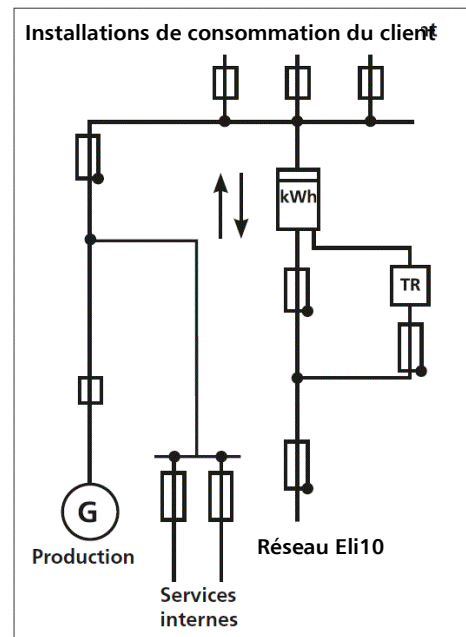 Installations de consommation du client
kWh
TR
G
Production
Réseau Eli10
Services
internes